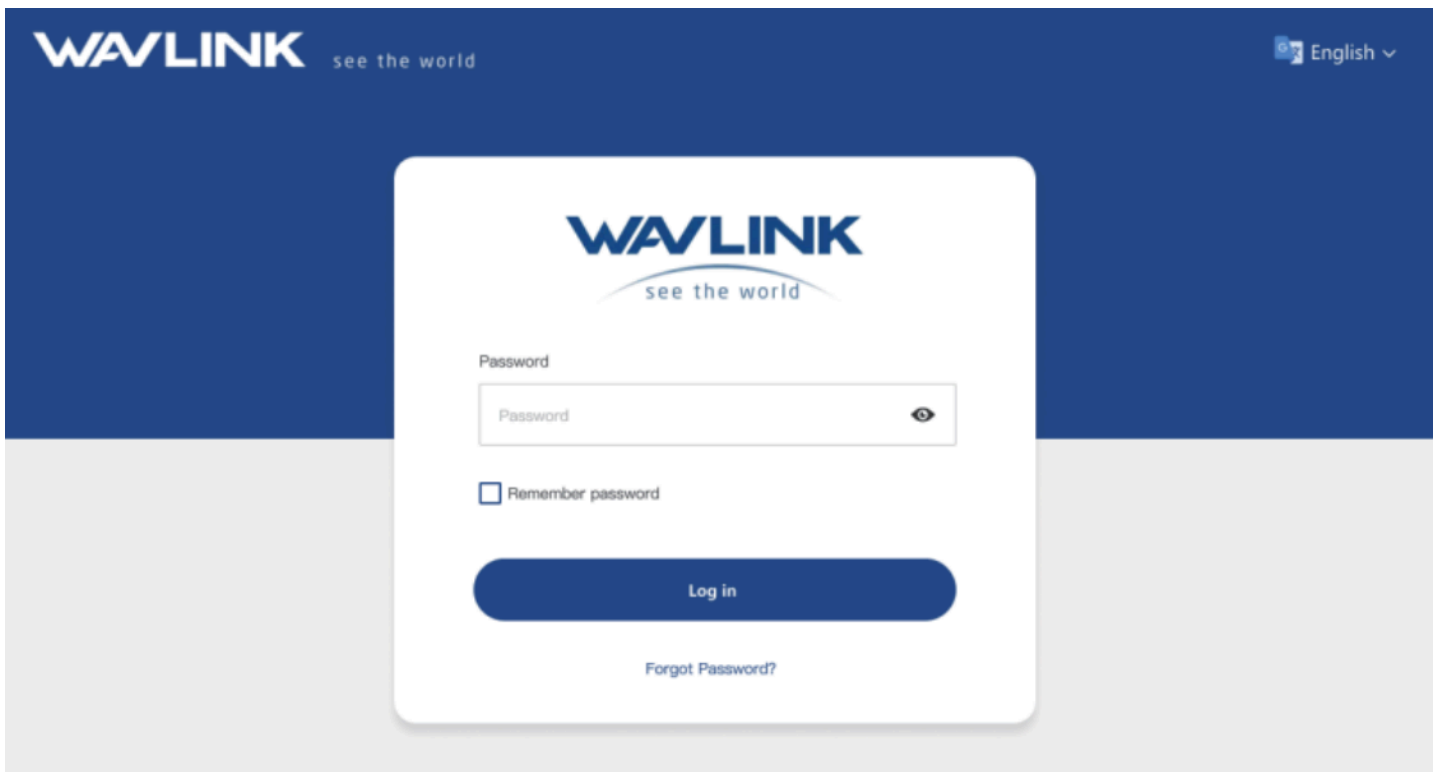 WAVLINK see the world
English
WAVLINK
see the world
Password
Password
Remember password
Log in
Forgot Password?